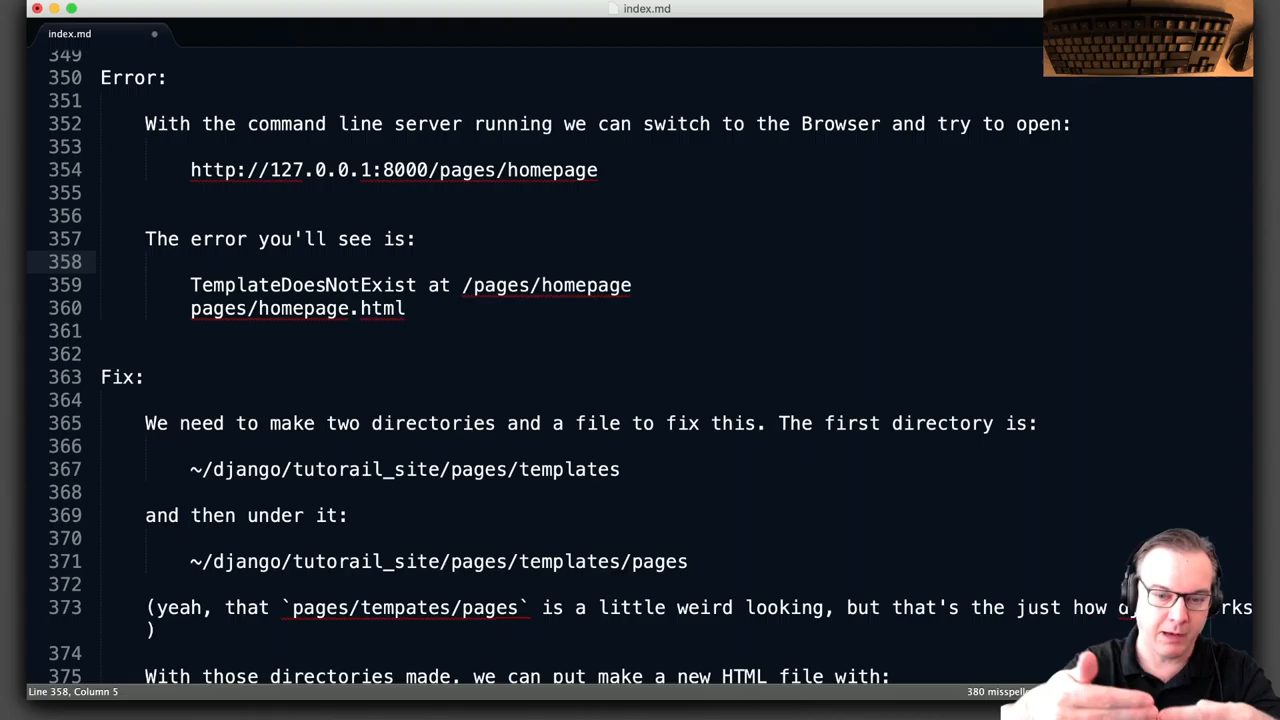 index.md
index.md
349
350 Error:
351
352 With the command line server running we can switch to the Browser and try to open:
353
354 http://127.0.0.1:8000/pages/homepage
355
356
357 The error you'll see is:
358
359 TemplateDoesNotExist at /pages/homepage
360 pages/homepage.html
361
362
363 Fix:
364
365 We need to make two directories and a file to fix this. The first directory is:
366
367 ~/django/tutorail_site/pages/templates
368
369 and then under it:
370
371 ~/django/tutorail_site/pages/templates/pages
372
373 (yeah, that `pages/tempates/pages` is a little weird looking, but that's the just how
)
374
375 With those directories made, we can put make a new HTML file with:
Line 358, Column 5
380